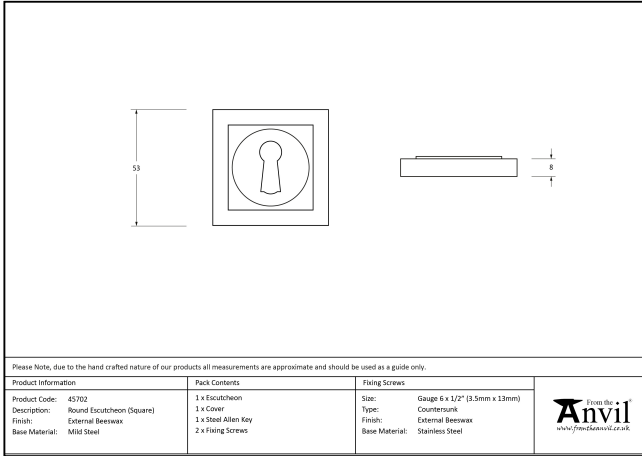 53
8
Please Note, due to the hand crafted nature of our products all measurements are approximate and should be used as a guide only.
Product Information
Product Code: 45702
Description: Round Escutcheon (Square)
Finish: External Beeswax
Base Material: Mild Steel
Pack Contents
1 x Escutcheon
1 x Cover
1 x Steel Allen Key
2 x Fixing Screws
Fixing Screws
Size: Gauge 6 x 1/2" (3.5mm x 13mm)
Type: Countersunk
Finish: External Beeswax
Base Material: Stainless Steel
From the
Anvil®
www.fromtheanvil.co.uk